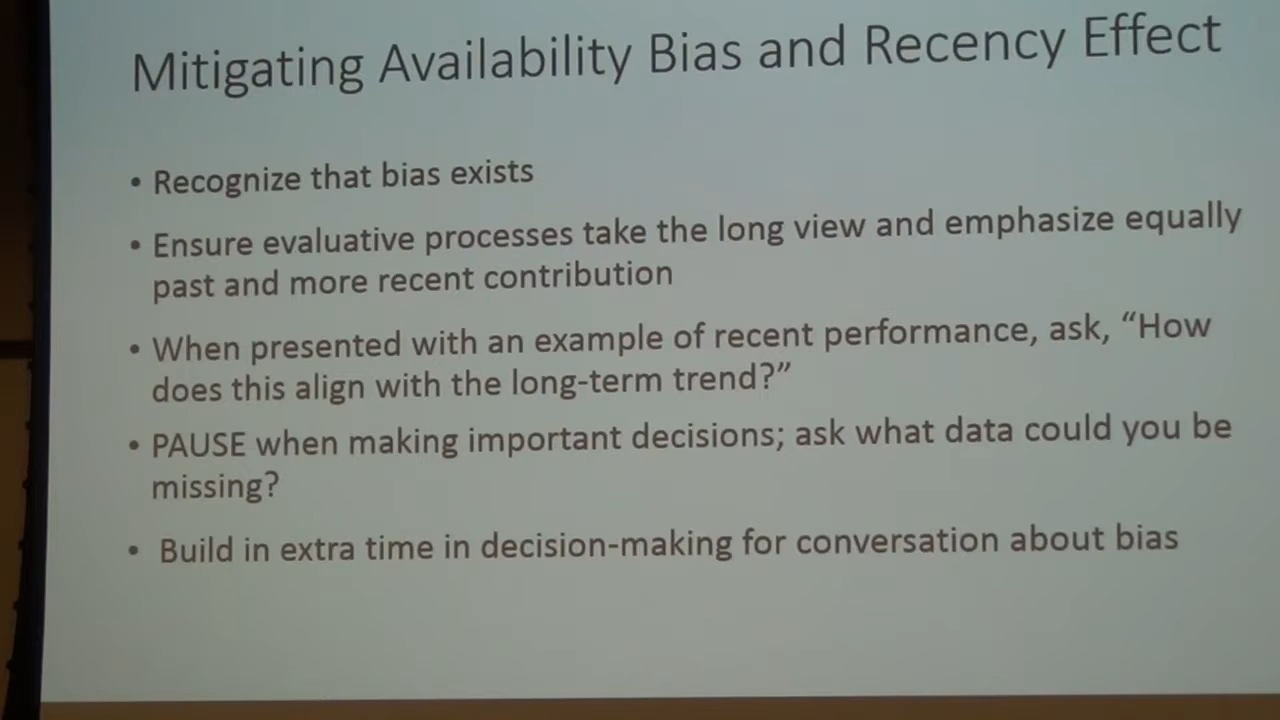 Mitigating Availability Bias and Recency Effect
• Recognize that bias exists
• Ensure evaluative processes take the long view and emphasize equally
past and more recent contribution
• When presented with an example of recent performance, ask, “How
does this align with the long-term trend?”
• PAUSE when making important decisions; ask what data could you be
missing?
• Build in extra time in decision-making for conversation about bias